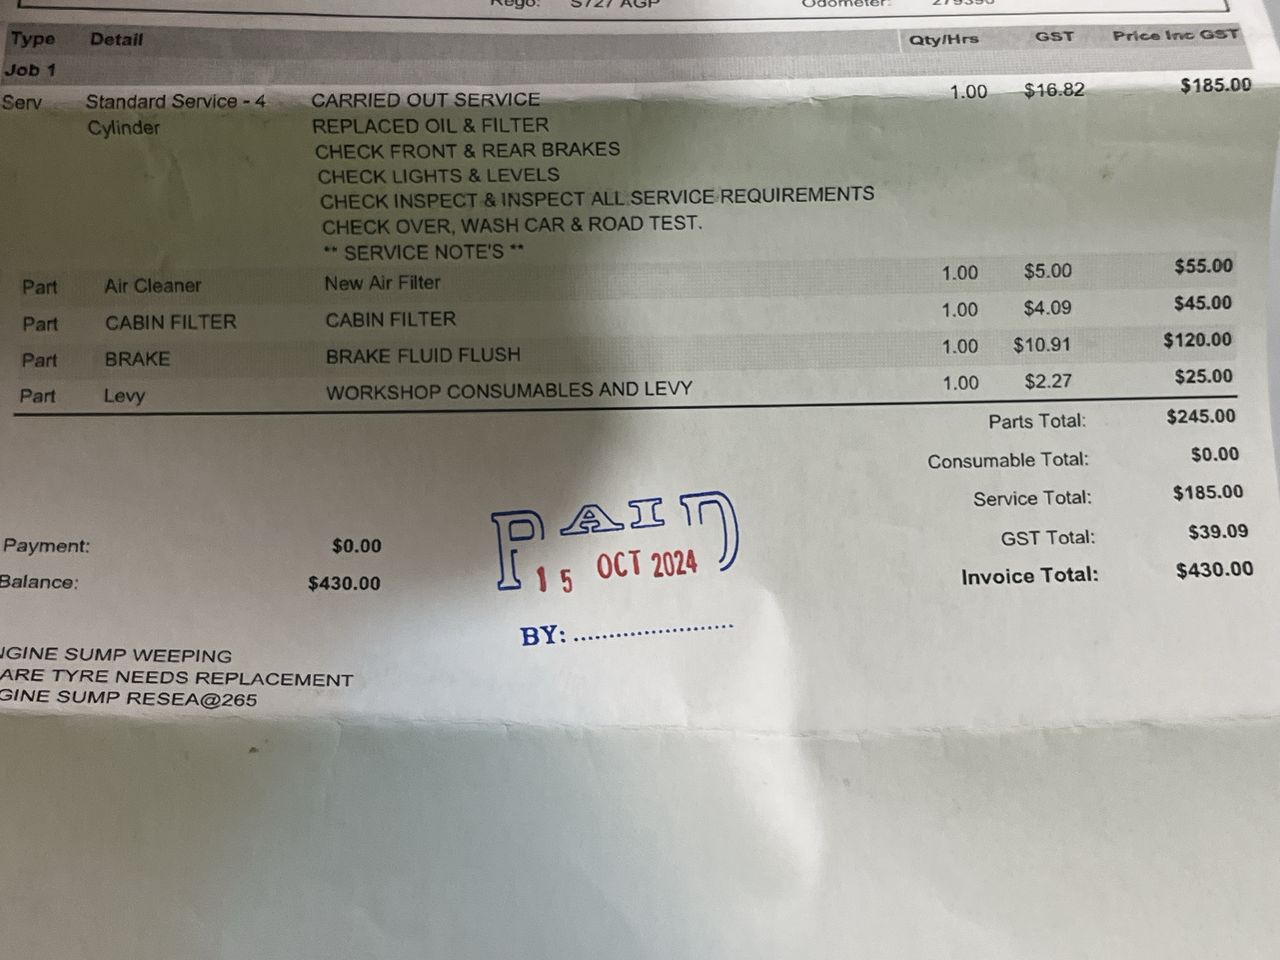 Rego: S727 AGP Odometer: 279398
Type Detail Qty/Hrs GST Price Inc GST
Job 1
Serv Standard Service - 4 CARRIED OUT SERVICE 1.00 $16.82 $185.00
Cylinder REPLACED OIL & FILTER
CHECK FRONT & REAR BRAKES
CHECK LIGHTS & LEVELS
CHECK INSPECT & INSPECT ALL SERVICE REQUIREMENTS
CHECK OVER, WASH CAR & ROAD TEST.
** SERVICE NOTE'S **
Part Air Cleaner New Air Filter 1.00 $5.00 $55.00
Part CABIN FILTER CABIN FILTER 1.00 $4.09 $45.00
Part BRAKE BRAKE FLUID FLUSH 1.00 $10.91 $120.00
Part Levy WORKSHOP CONSUMABLES AND LEVY 1.00 $2.27 $25.00
Parts Total: $245.00
Consumable Total: $0.00
Service Total: $185.00
GST Total: $39.09
Invoice Total: $430.00
Payment: $0.00
Balance: $430.00
PAID
15 OCT 2024
BY: ........................
NGINE SUMP WEEPING
ARE TYRE NEEDS REPLACEMENT
GINE SUMP RESEA@265